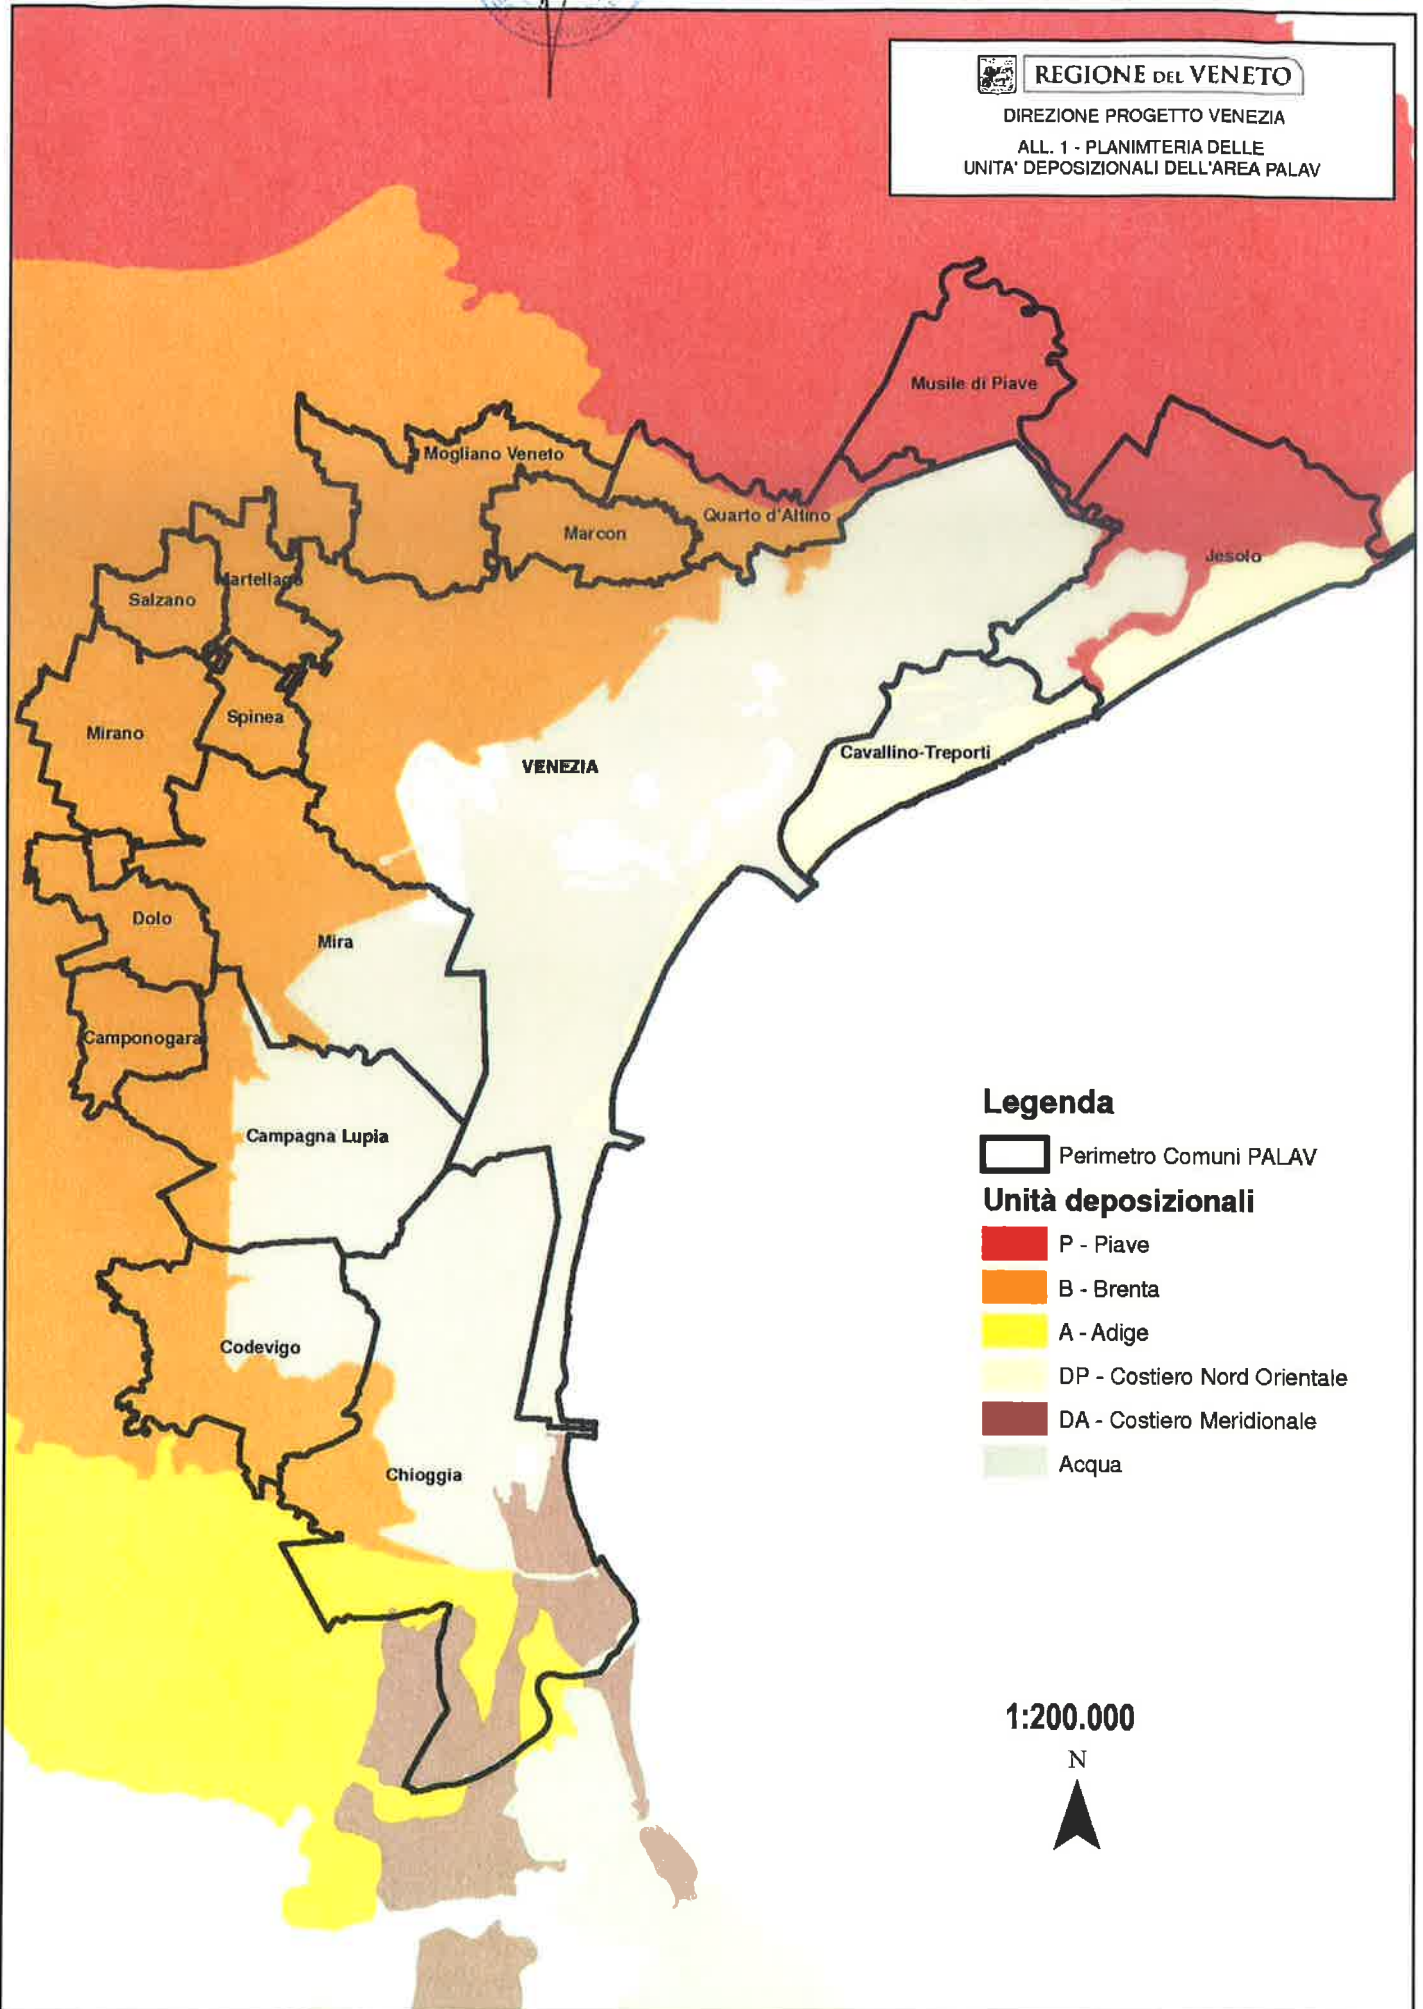 REGIONE DEL VENETO
DIREZIONE PROGETTO VENEZIA
ALL. 1 - PLANIMTERIA DELLE
UNITA' DEPOSIZIONALI DELL'AREA PALAV
Musile di Piave
Mogliano Veneto
Quarto d'Altino
Marcon
Jesolo
Martellago
Salzano
Spinea
Mirano
Cavallino-Treporti
VENEZIA
Dolo
Mira
Camponogara
Campagna Lupia
Codevigo
Chioggia
Legenda
Perimetro Comuni PALAV
Unità deposizionali
P - Piave
B - Brenta
A - Adige
DP - Costiero Nord Orientale
DA - Costiero Meridionale
Acqua
1:200.000
N